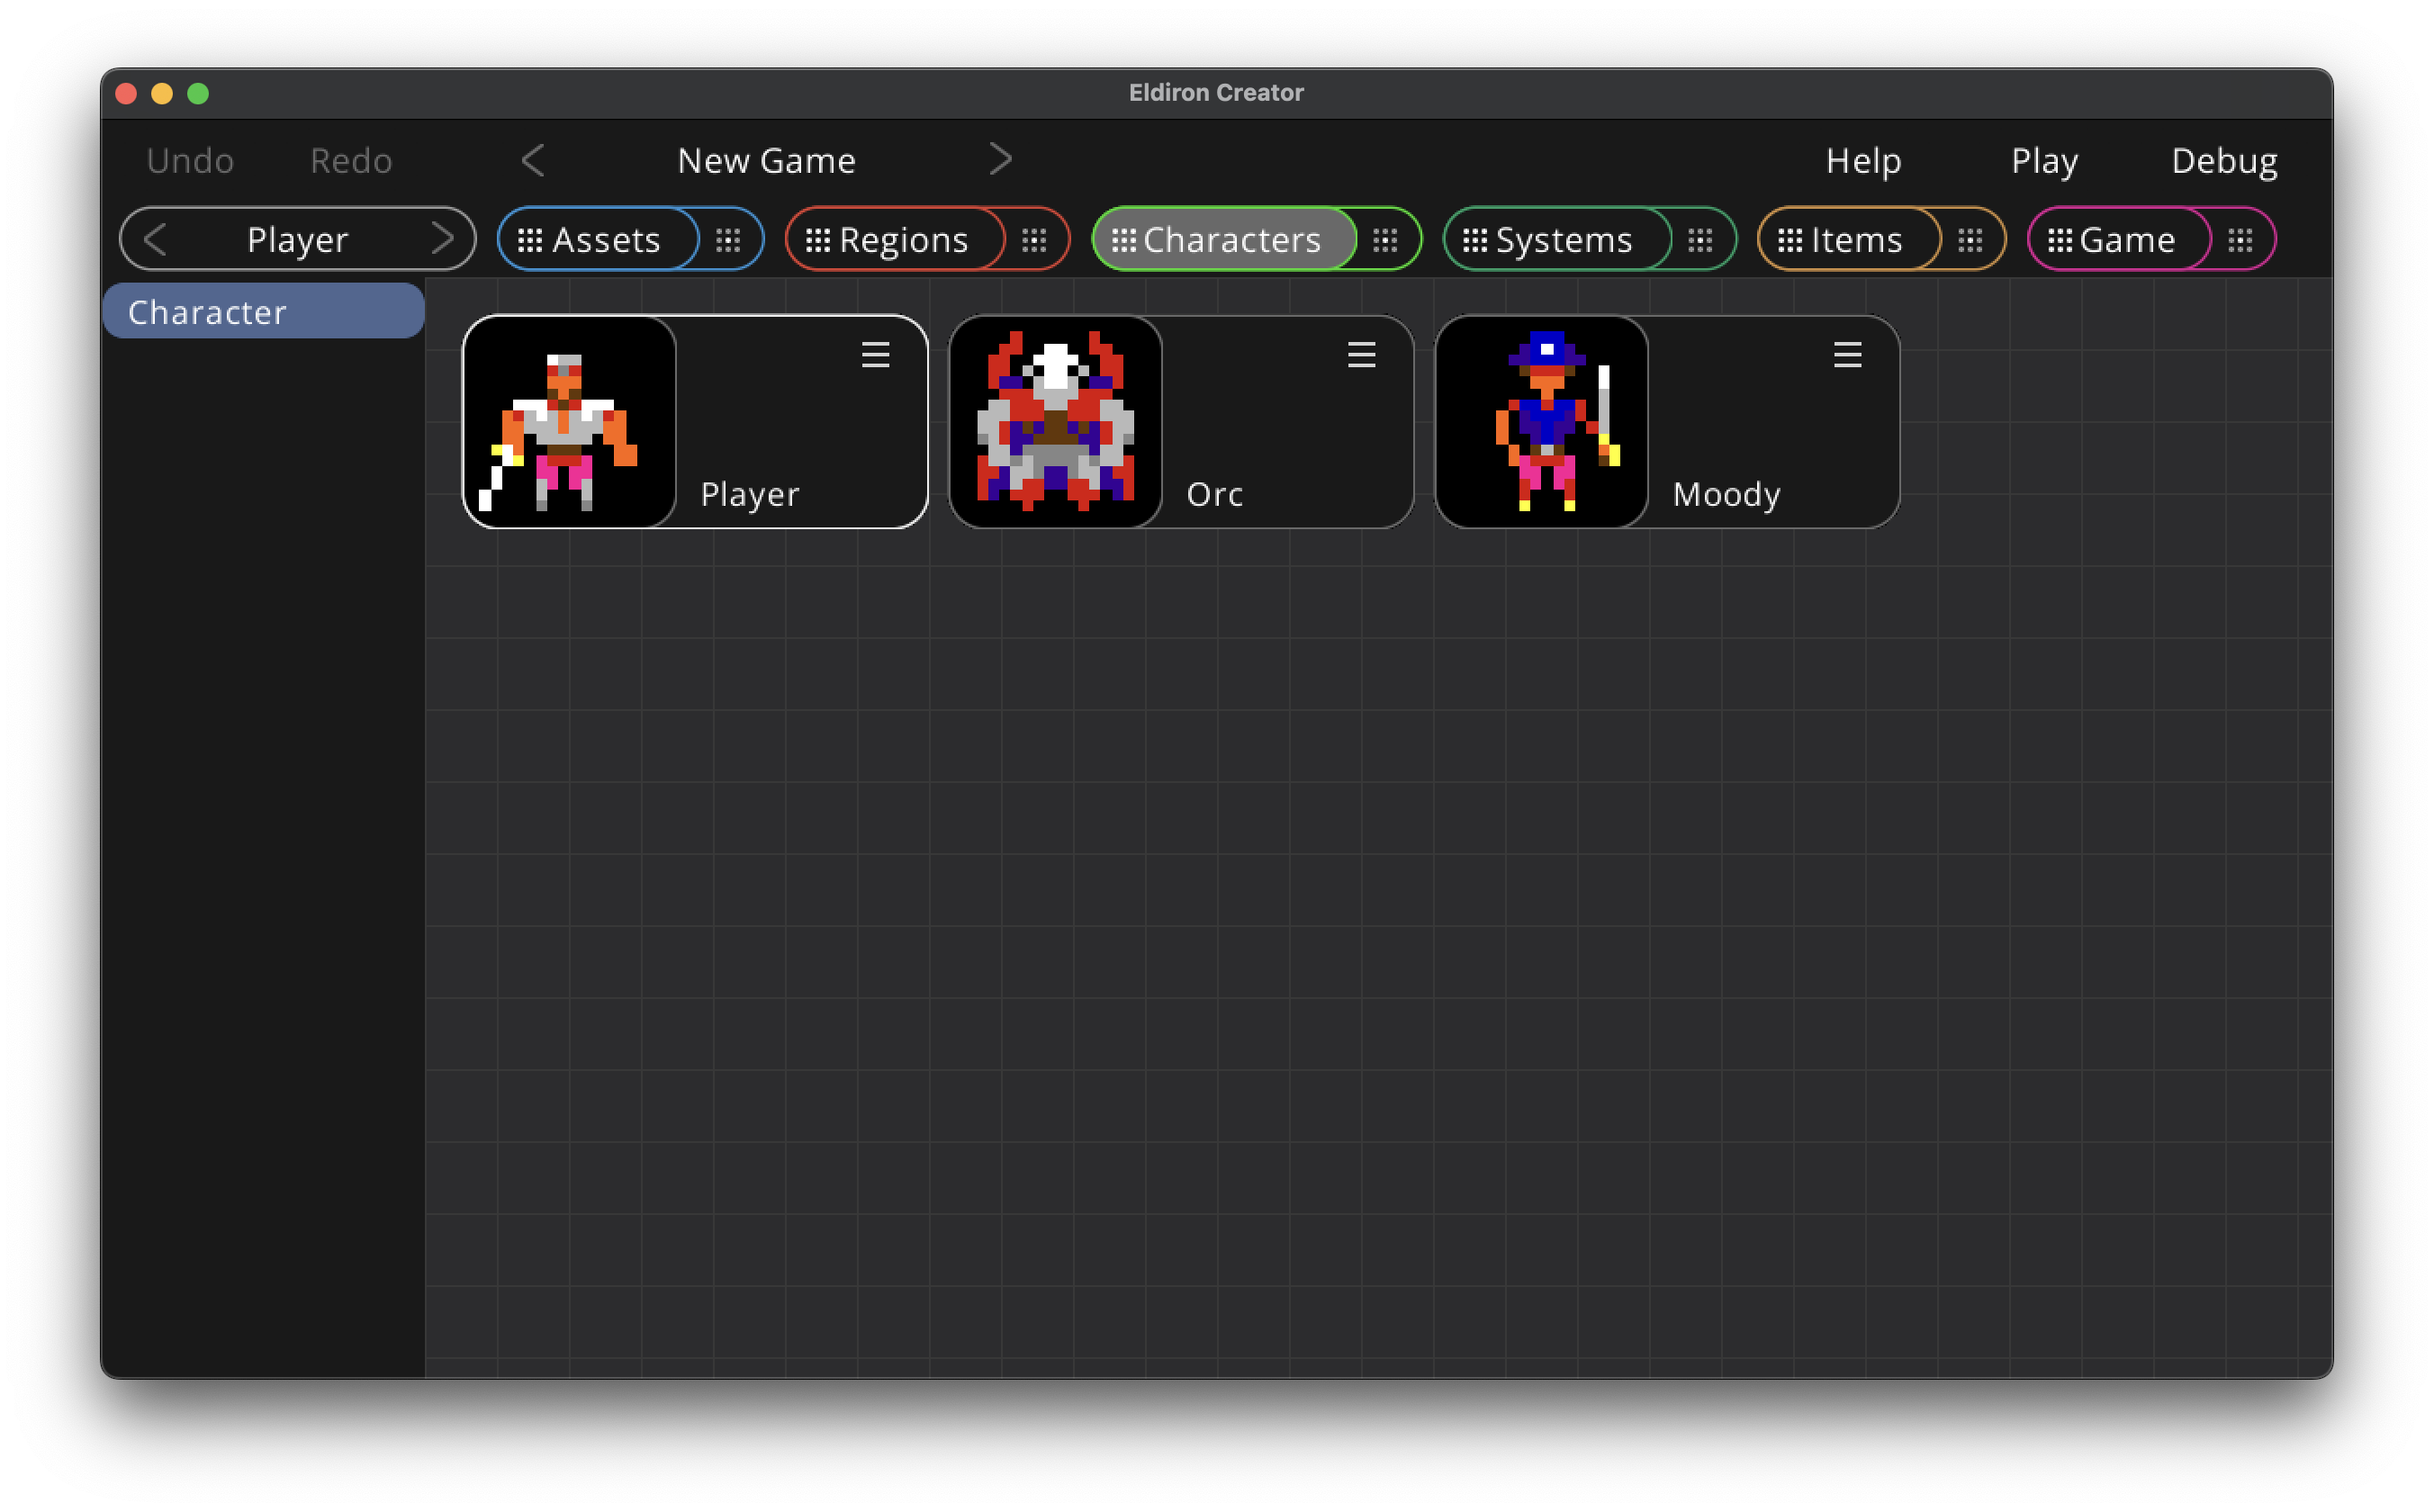 Eldiron Creator
Undo Redo New Game Help Play Debug
Player Assets Regions Characters Systems Items Game
Character
Player Orc Moody